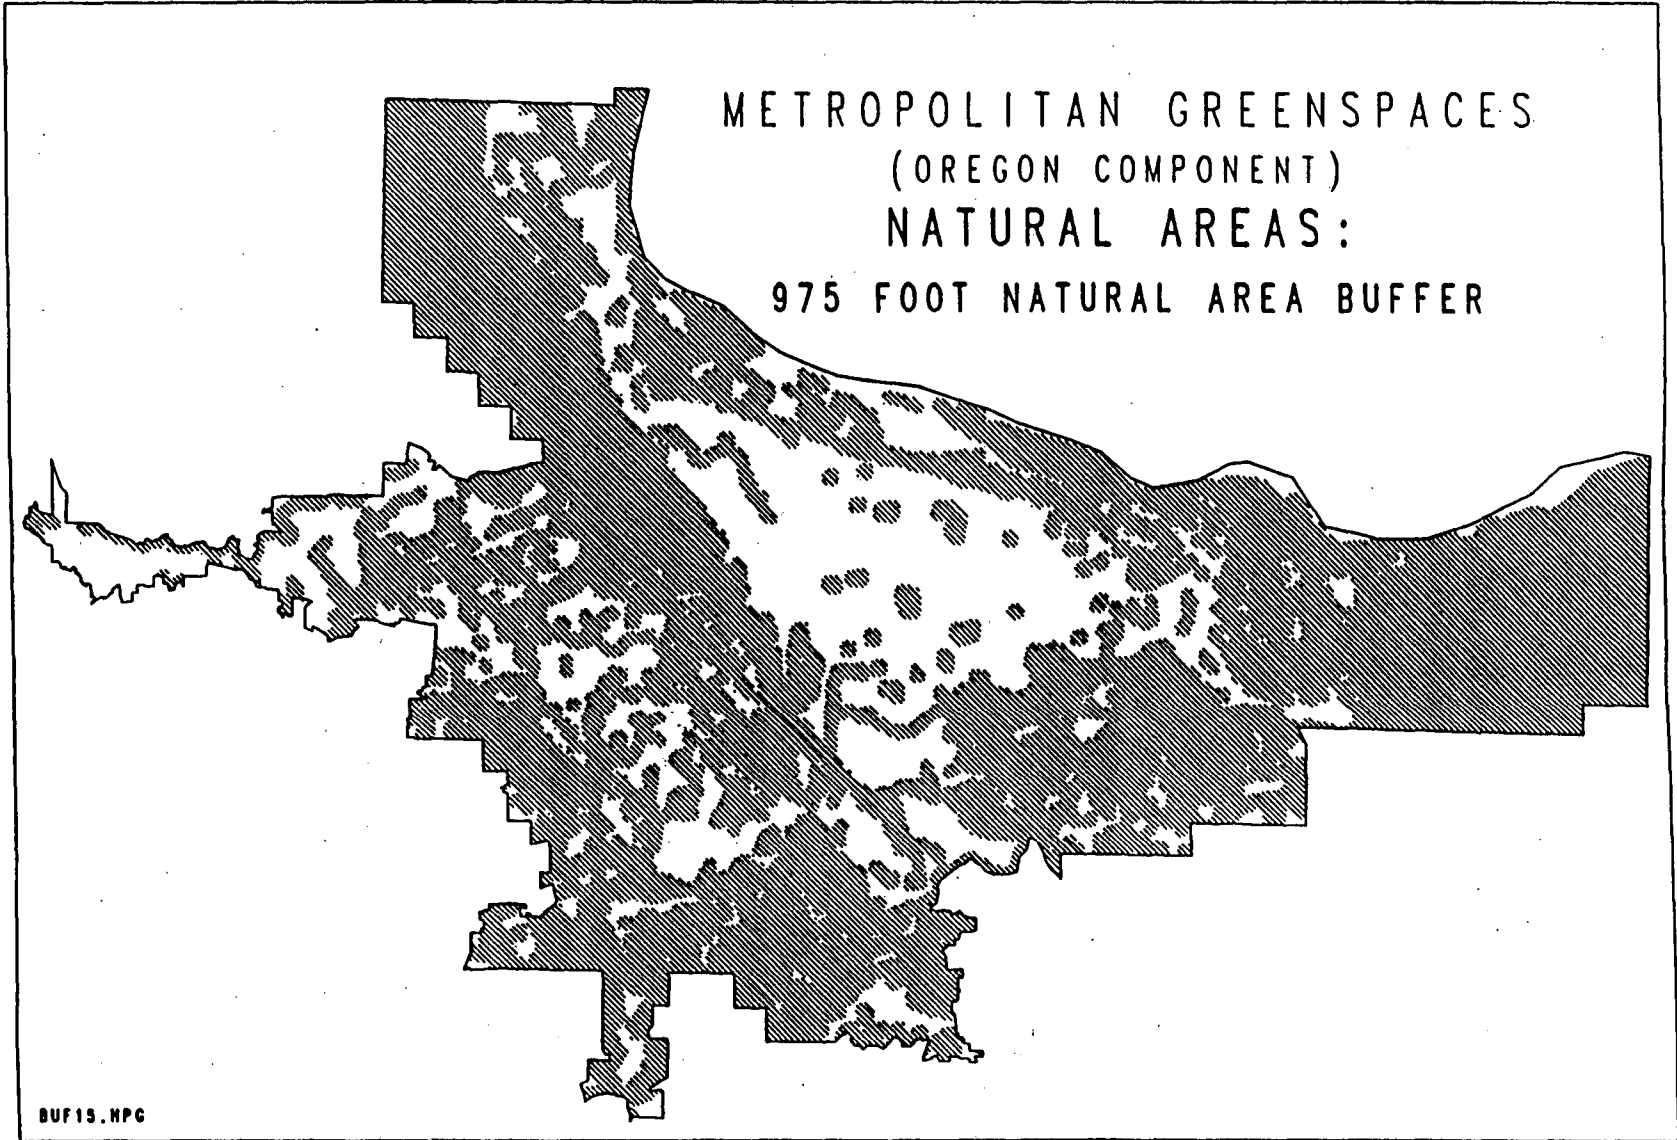 METROPOLITAN GREENSPACES
(OREGON COMPONENT)
NATURAL AREAS:
975 FOOT NATURAL AREA BUFFER
BUF15.HPG